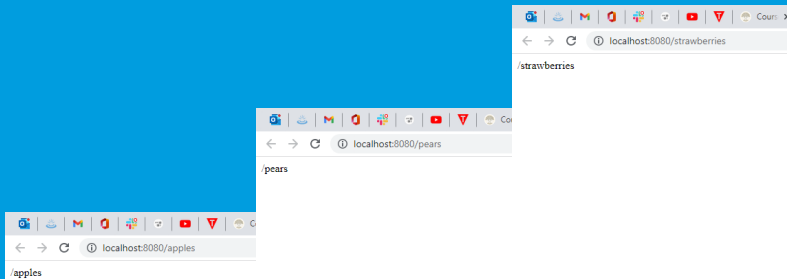 Cours
localhost:8080/strawberries
/strawberries
Co
localhost:8080/pears
/pears
C
localhost:8080/apples
/apples